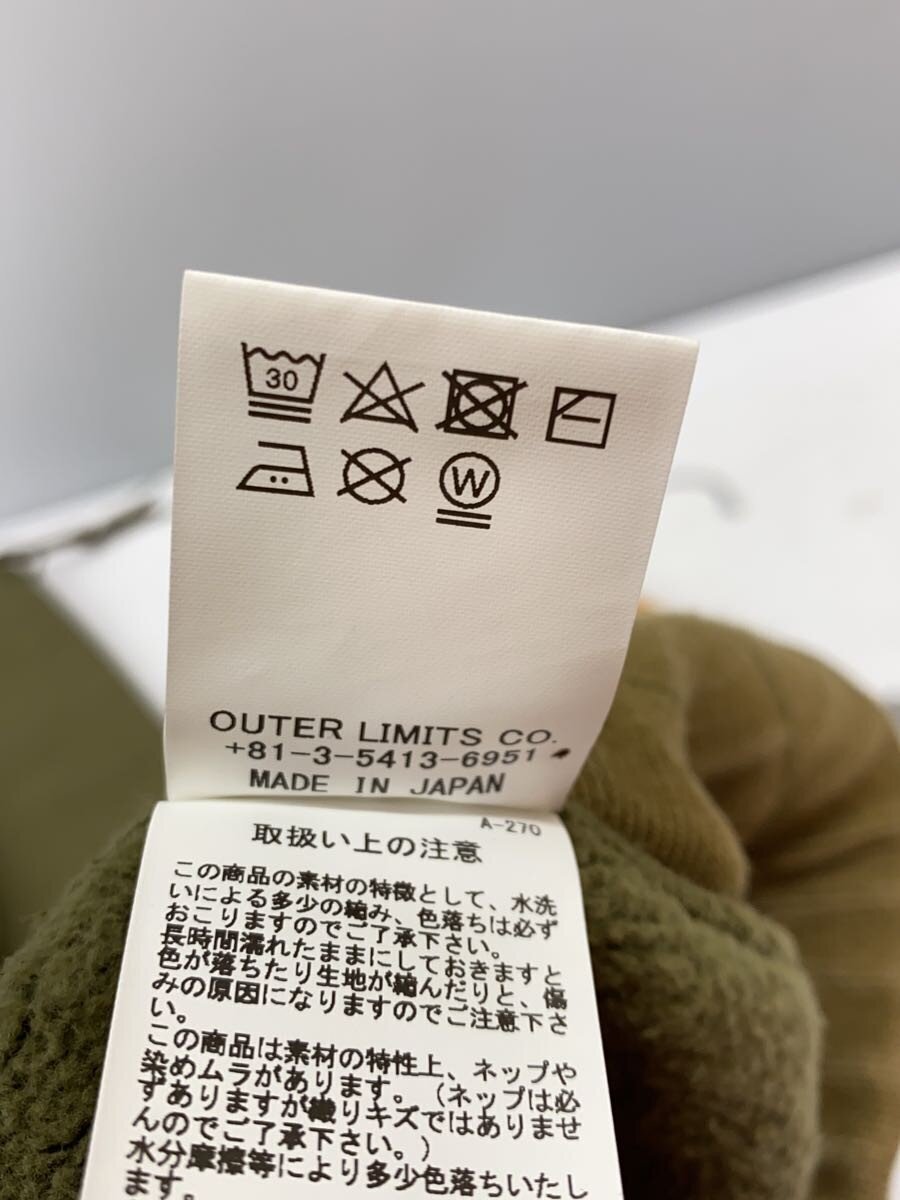 30
W
OUTER LIMITS CO.
+81-3-5413-6951
MADE IN JAPAN
A-270
取扱い上の注意
この商品の素材の特徴として、水洗
いによる多少の縮み、色落ちは必ず
おこりますのでご了承下さい。
長時間濡れたままにしておきますと
色が落ちたり生地が縮んだりと、傷
みの原因になりますのでご注意下さ
い。
この商品は素材の特性上、ネップや
染めムラがあります。（ネップは必
ずありますが織りキズではありませ
んのでご了承下さい。）
水分摩擦等により多少色落ちいたし
ます。